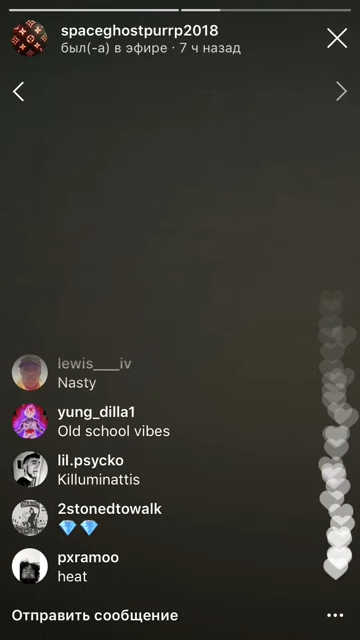 spaceghostpurrp2018
был(-а) в эфире · 7 ч назад
lewis____iv
Nasty
yung_dilla1
Old school vibes
lil.psycko
Killuminattis
2stonedtowalk
💎 💎
pxramoo
heat
Отправить сообщение